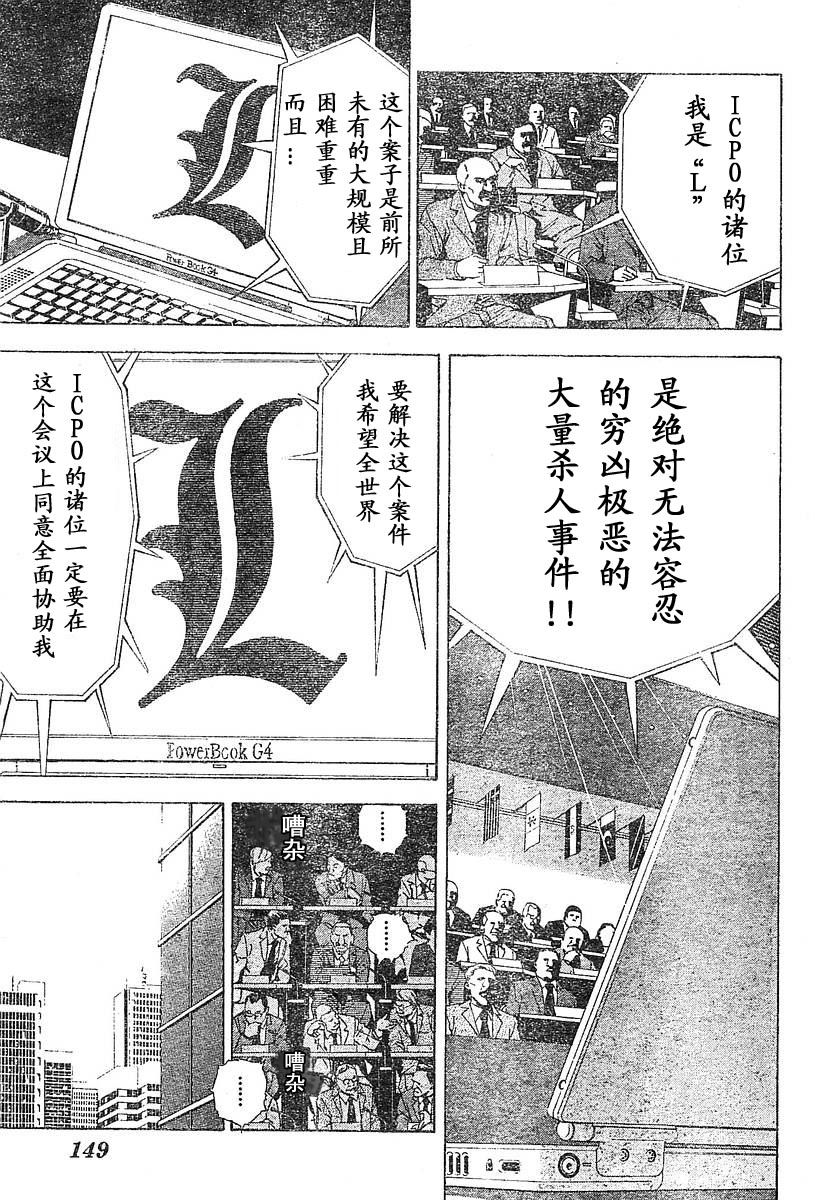 ICPO的诸位
我是“L”
这个案子是前所
未有的大规模且
困难重重
而且…
L
Power Book G4
是绝对无法容忍
的穷凶极恶的
大量杀人事件!!
要解决这个案件
我希望全世界
ICPO的诸位一定要在
这个会议上同意全面协助我
L
PowerBook G4
……
嘈杂
……
嘈杂
……
149